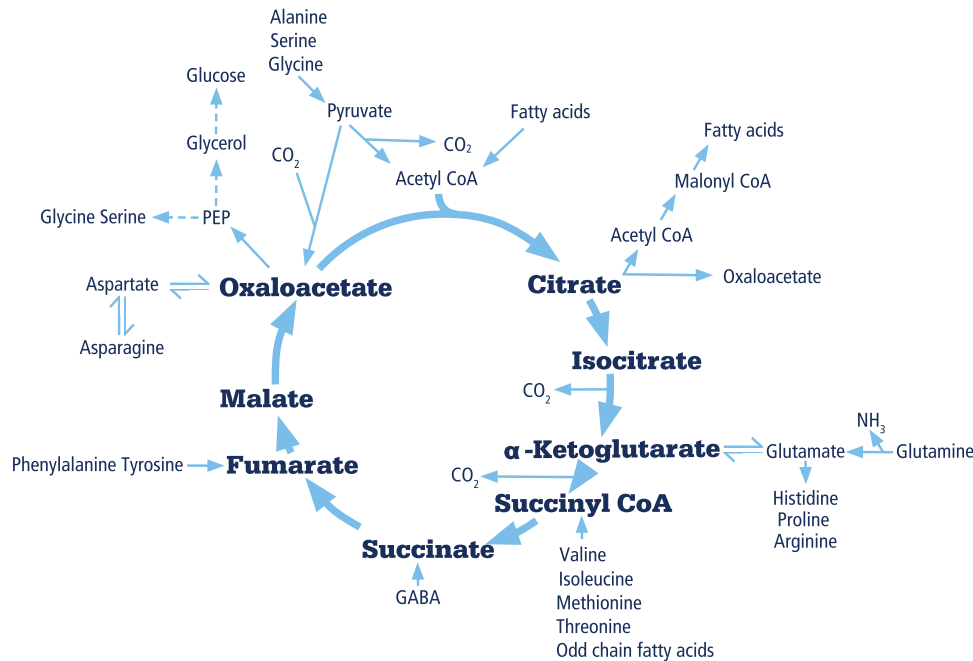 Alanine
Serine
Glycine
Glucose
Pyruvate
Fatty acids
Glycerol
CO₂
CO₂
Fatty acids
Acetyl CoA
Malonyl CoA
Glycine Serine
PEP
Acetyl CoA
Aspartate
Oxaloacetate
Citrate
Oxaloacetate
Asparagine
Isocitrate
CO₂
Malate
NH₃
α-Ketoglutarate
Glutamate
Glutamine
Phenylalanine Tyrosine
Fumarate
CO₂
Succinyl CoA
Histidine
Proline
Arginine
Succinate
Valine
Isoleucine
Methionine
Threonine
Odd chain fatty acids
GABA